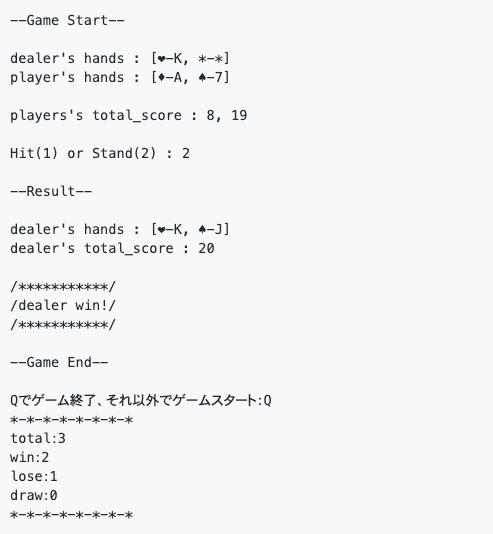 --Game Start--
dealer's hands : [❤-K, *-*]
player's hands : [♦-A, ♠-7]
players's total_score : 8, 19
Hit(1) or Stand(2) : 2
--Result--
dealer's hands : [❤-K, ♠-J]
dealer's total_score : 20
/***********/
/dealer win!/
/***********/
--Game End--
Qでゲーム終了、それ以外でゲームスタート:Q
*-*-*-*-*-*-*-*
total:3
win:2
lose:1
draw:0
*-*-*-*-*-*-*-*